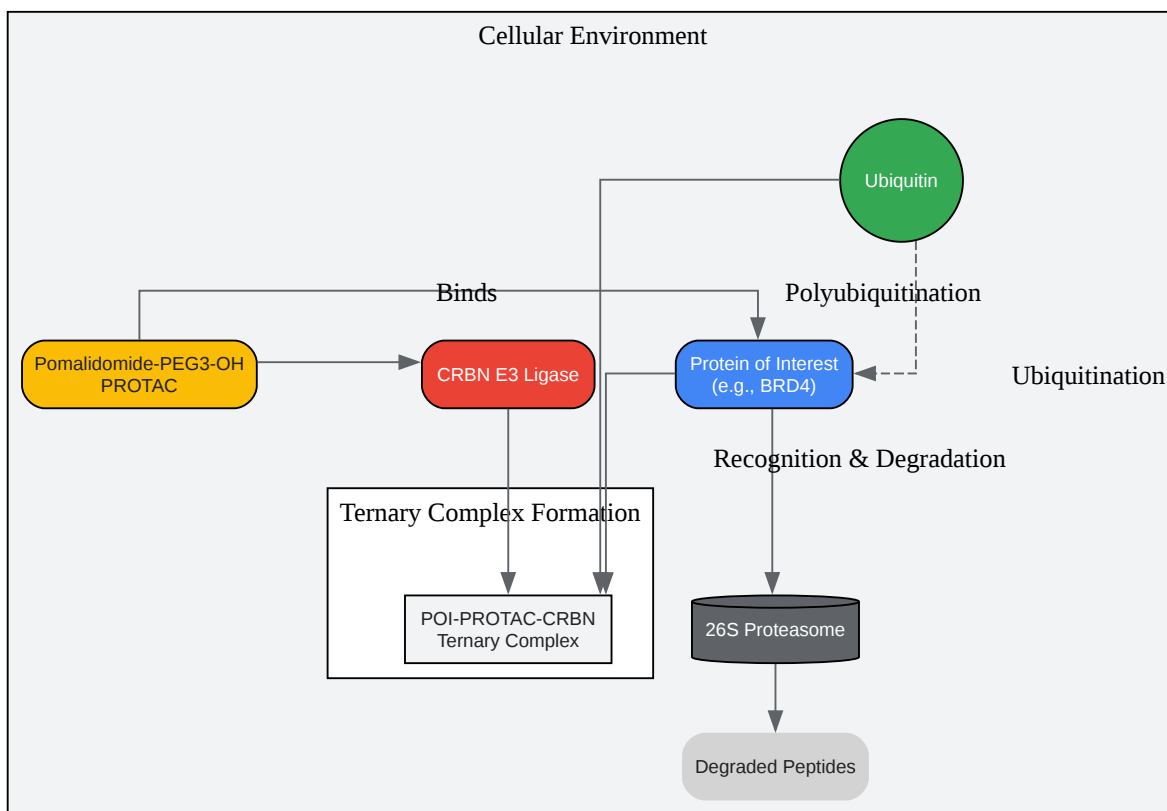 Cellular Environment
Ubiquitin
Binds
Polyubiquitination
Pomalidomide-PEG3-OH
PROTAC
CRBN E3 Ligase
Protein of Interest
(e.g., BRD4)
Ubiquitination
Recognition & Degradation
Ternary Complex Formation
POI-PROTAC-CRBN
Ternary Complex
26S Proteasome
Degraded Peptides